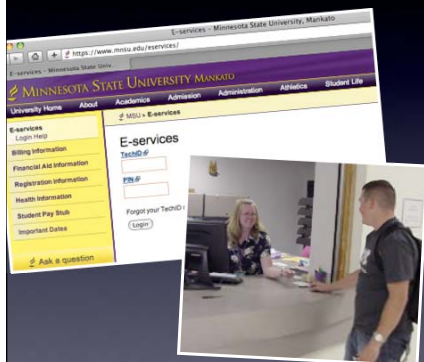 E-services - Minnesota State University, Mankato
https://www.mnsu.edu/eservices/
E-services - Minnesota State Univ...
MINNESOTA STATE UNIVERSITY MANKATO
University Home About Academics Admission Administration Athletics Student Life
MSU » E-services
E-services
Login Help
Billing Information
Financial Aid Information
Registration Information
Health Information
Student Pay Stub
Important Dates
Ask a question
E-services
TechID
PIN
Forgot your TechID
Login